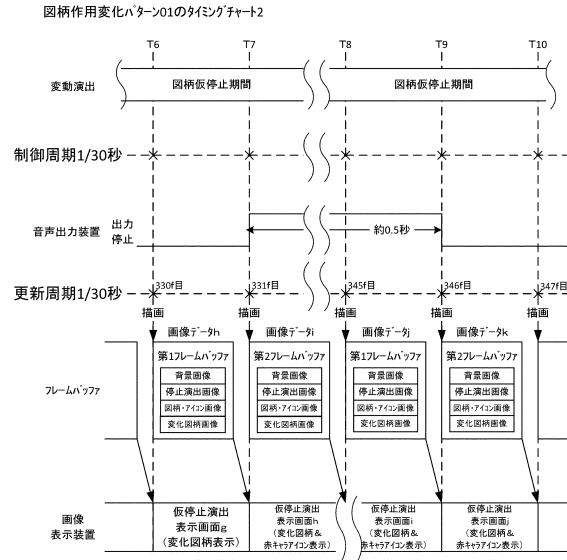 図柄作用変化パターン01のタイミングチャート2
T6 T7 T8 T9 T10
変動演出 図柄仮停止期間 図柄仮停止期間
制御周期1/30秒
音声出力装置 出力 停止 約0.5秒
更新周期1/30秒 330f目 331f目 345f目 346f目 347f目
描画 描画 描画 描画 描画
画像データh 画像データi 画像データj 画像データk
フレームバッファ
第1フレームバッファ 第2フレームバッファ 第1フレームバッファ 第2フレームバッファ
背景画像 背景画像 背景画像 背景画像
停止演出画像 停止演出画像 停止演出画像 停止演出画像
図柄・アイコン画像 図柄・アイコン画像 図柄・アイコン画像 図柄・アイコン画像
変化図柄画像 変化図柄画像 変化図柄画像 変化図柄画像
画像
表示装置
仮停止演出
表示画面g
(変化図柄表示)
仮停止演出
表示画面h
(変化図柄&
赤キャラアイコン表示)
仮停止演出
表示画面i
(変化図柄&
赤キャラアイコン表示)
仮停止演出
表示画面j
(変化図柄&
赤キャラアイコン表示)